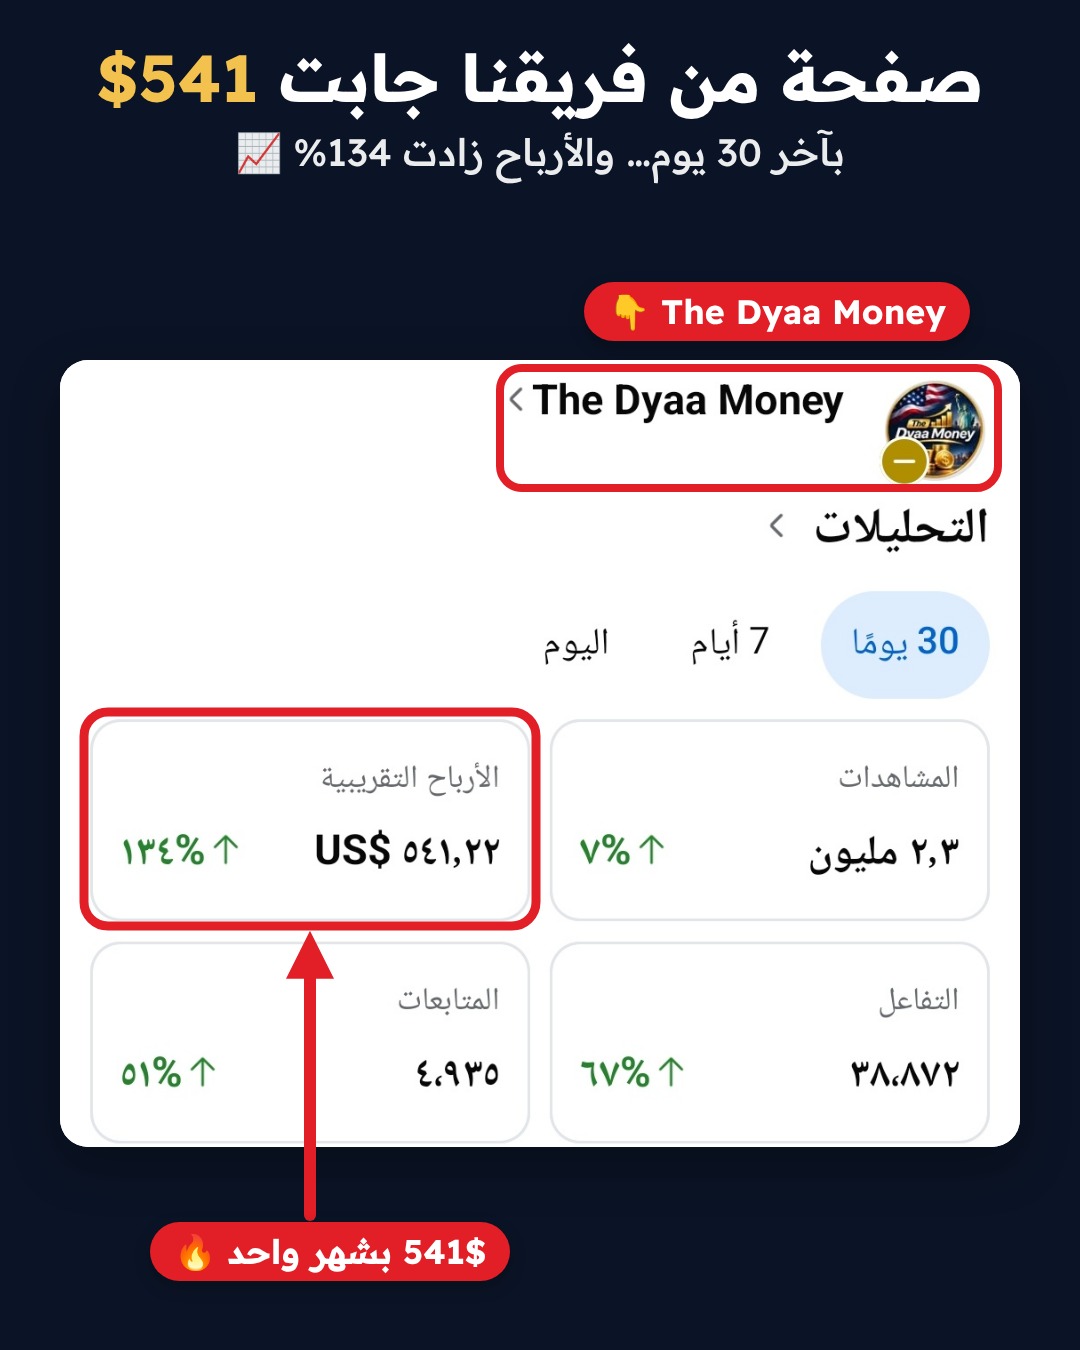 صفحة من فريقنا جابت 541$
بآخر 30 يوم... والأرباح زادت 134% 📈
The Dyaa Money 👇
The Dyaa Money
The Dyaa Money
التحليلات
30 يومًا
7 أيام
اليوم
المشاهدات
٢,٣ مليون ↑ ٧%
الأرباح التقريبية
US$ ٥٤١,٢٢ ↑ ١٣٤%
التفاعل
٣٨،٨٧٢ ↑ ٦٧%
المتابعات
٤،٩٣٥ ↑ ٥١%
541$ بشهر واحد 🔥